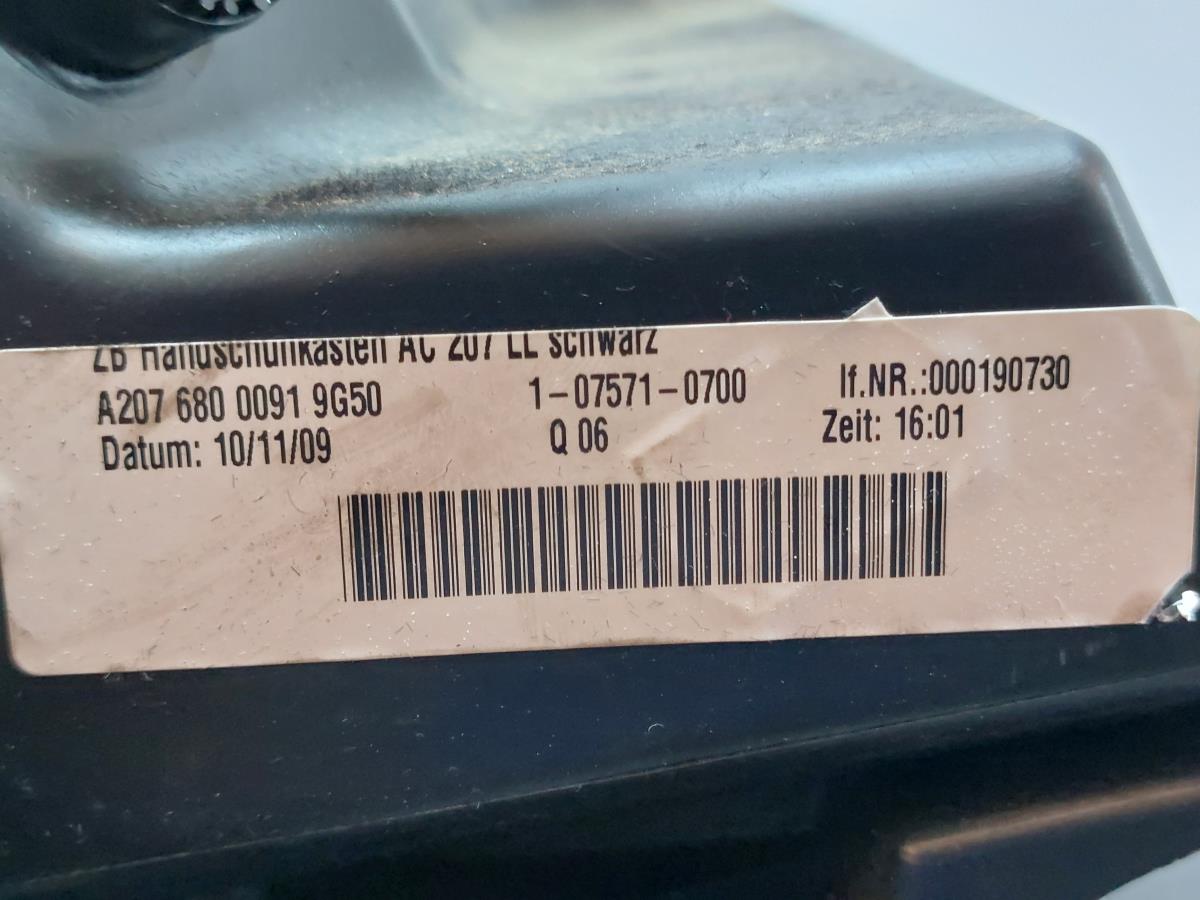 ZB Handschuhkasten AC 207 LL schwarz
A207 680 0091 9G50 1-07571-0700 lf.NR.:000190730
Datum: 10/11/09 Q 06 Zeit: 16:01